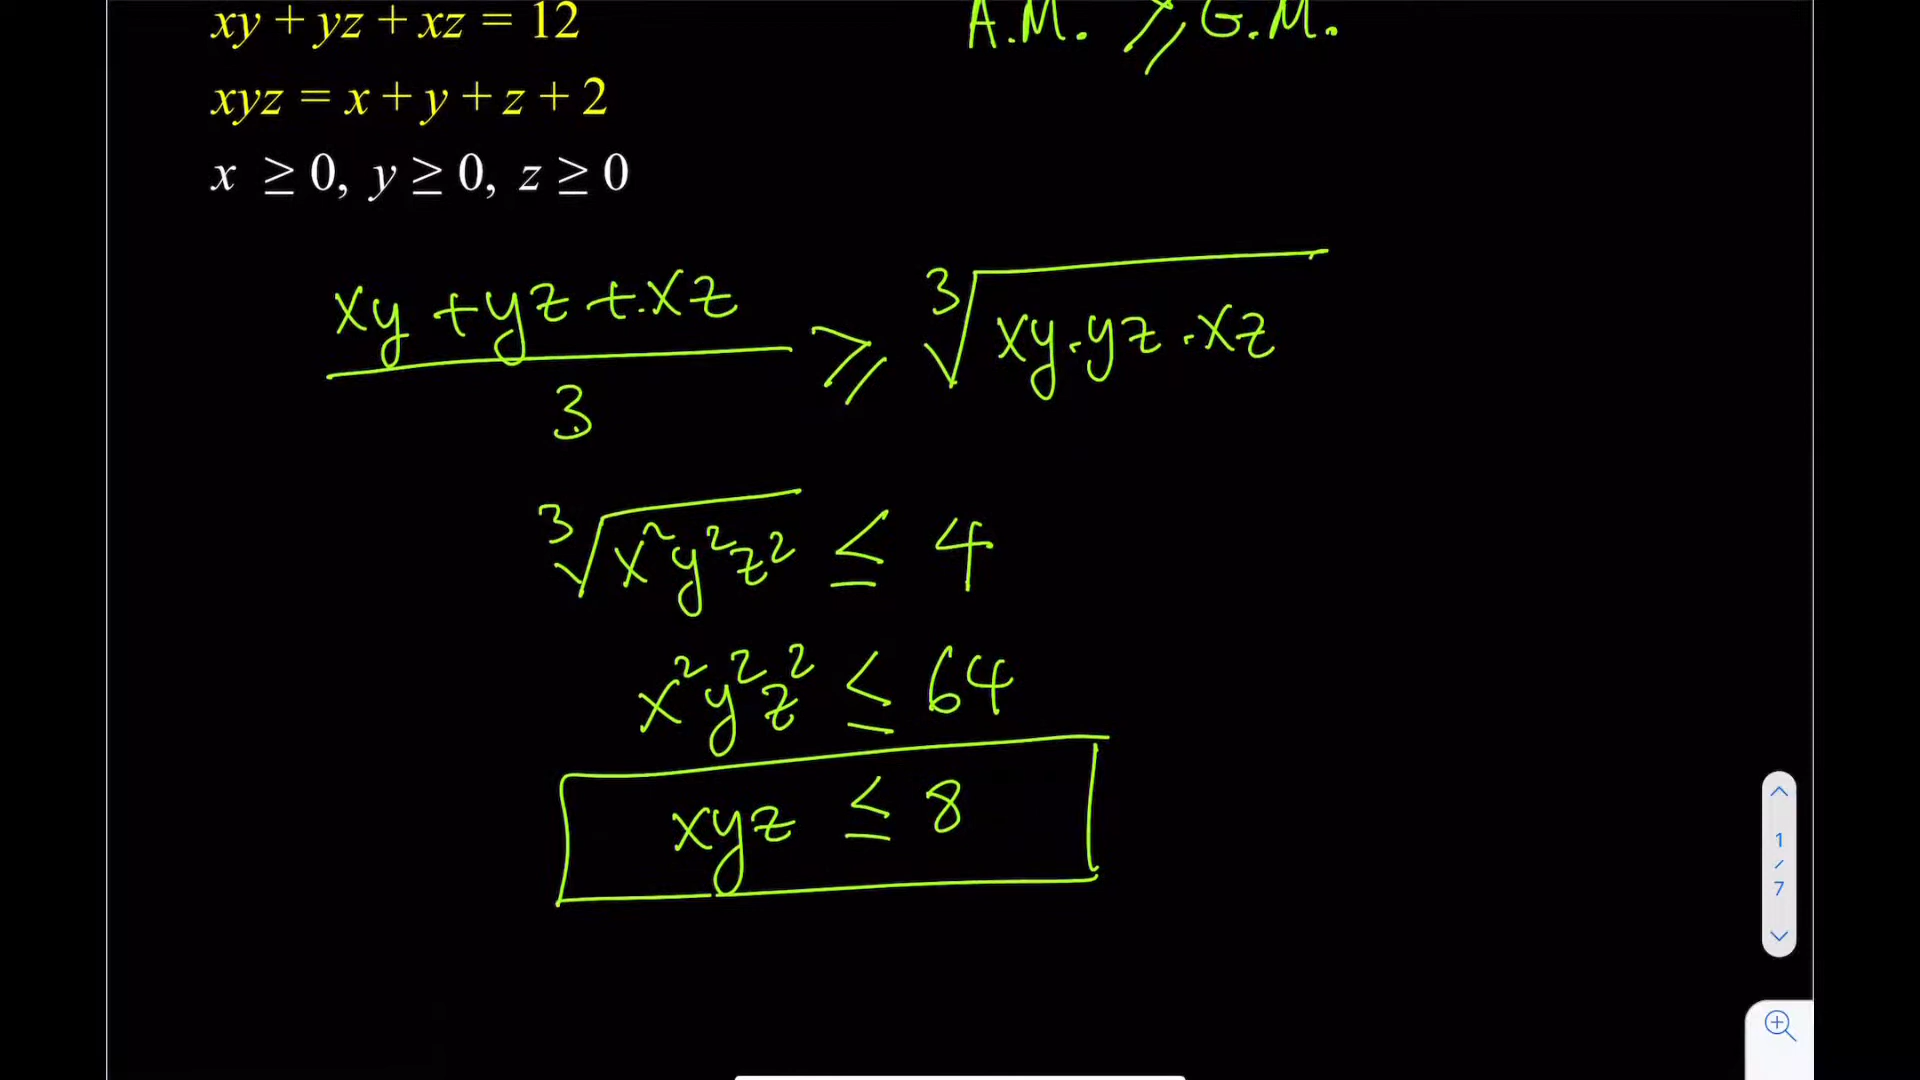 xy + yz + xz = 12
A.M. ≥ G.M.
xyz = x + y + z + 2
x ≥ 0, y ≥ 0, z ≥ 0
(xy + yz + xz)/3 ≥ ∛(xy·yz·xz)
∛(x²y²z²) ≤ 4
x²y²z² ≤ 64
xyz ≤ 8
1
/
7